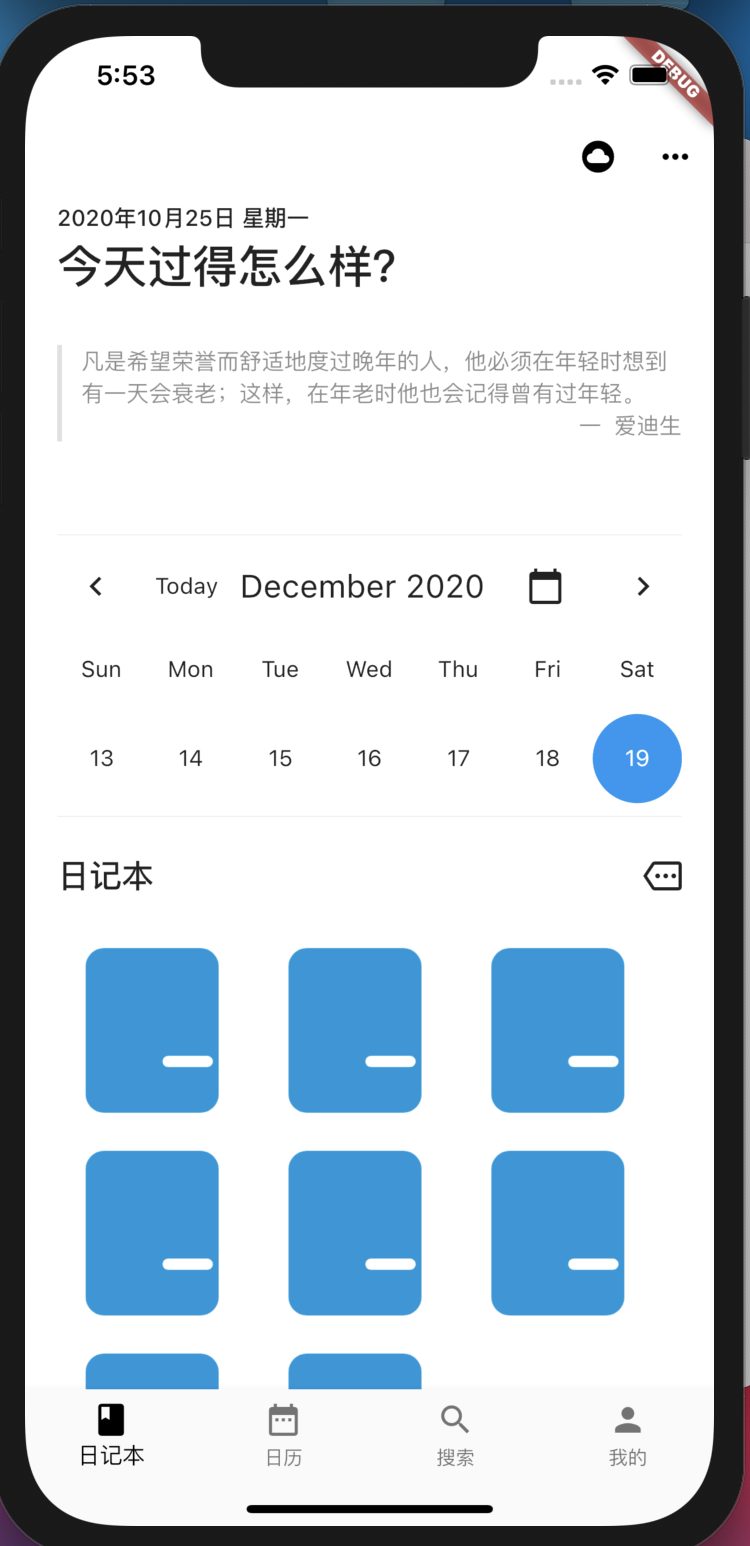 5:53
DEBUG
2020年10月25日 星期一
今天过得怎么样?
凡是希望荣誉而舒适地度过晚年的人，他必须在年轻时想到
有一天会衰老；这样，在年老时他也会记得曾有过年轻。
一 爱迪生
Today December 2020
Sun Mon Tue Wed Thu Fri Sat
13 14 15 16 17 18 19
日记本
日记本 日历 搜索 我的